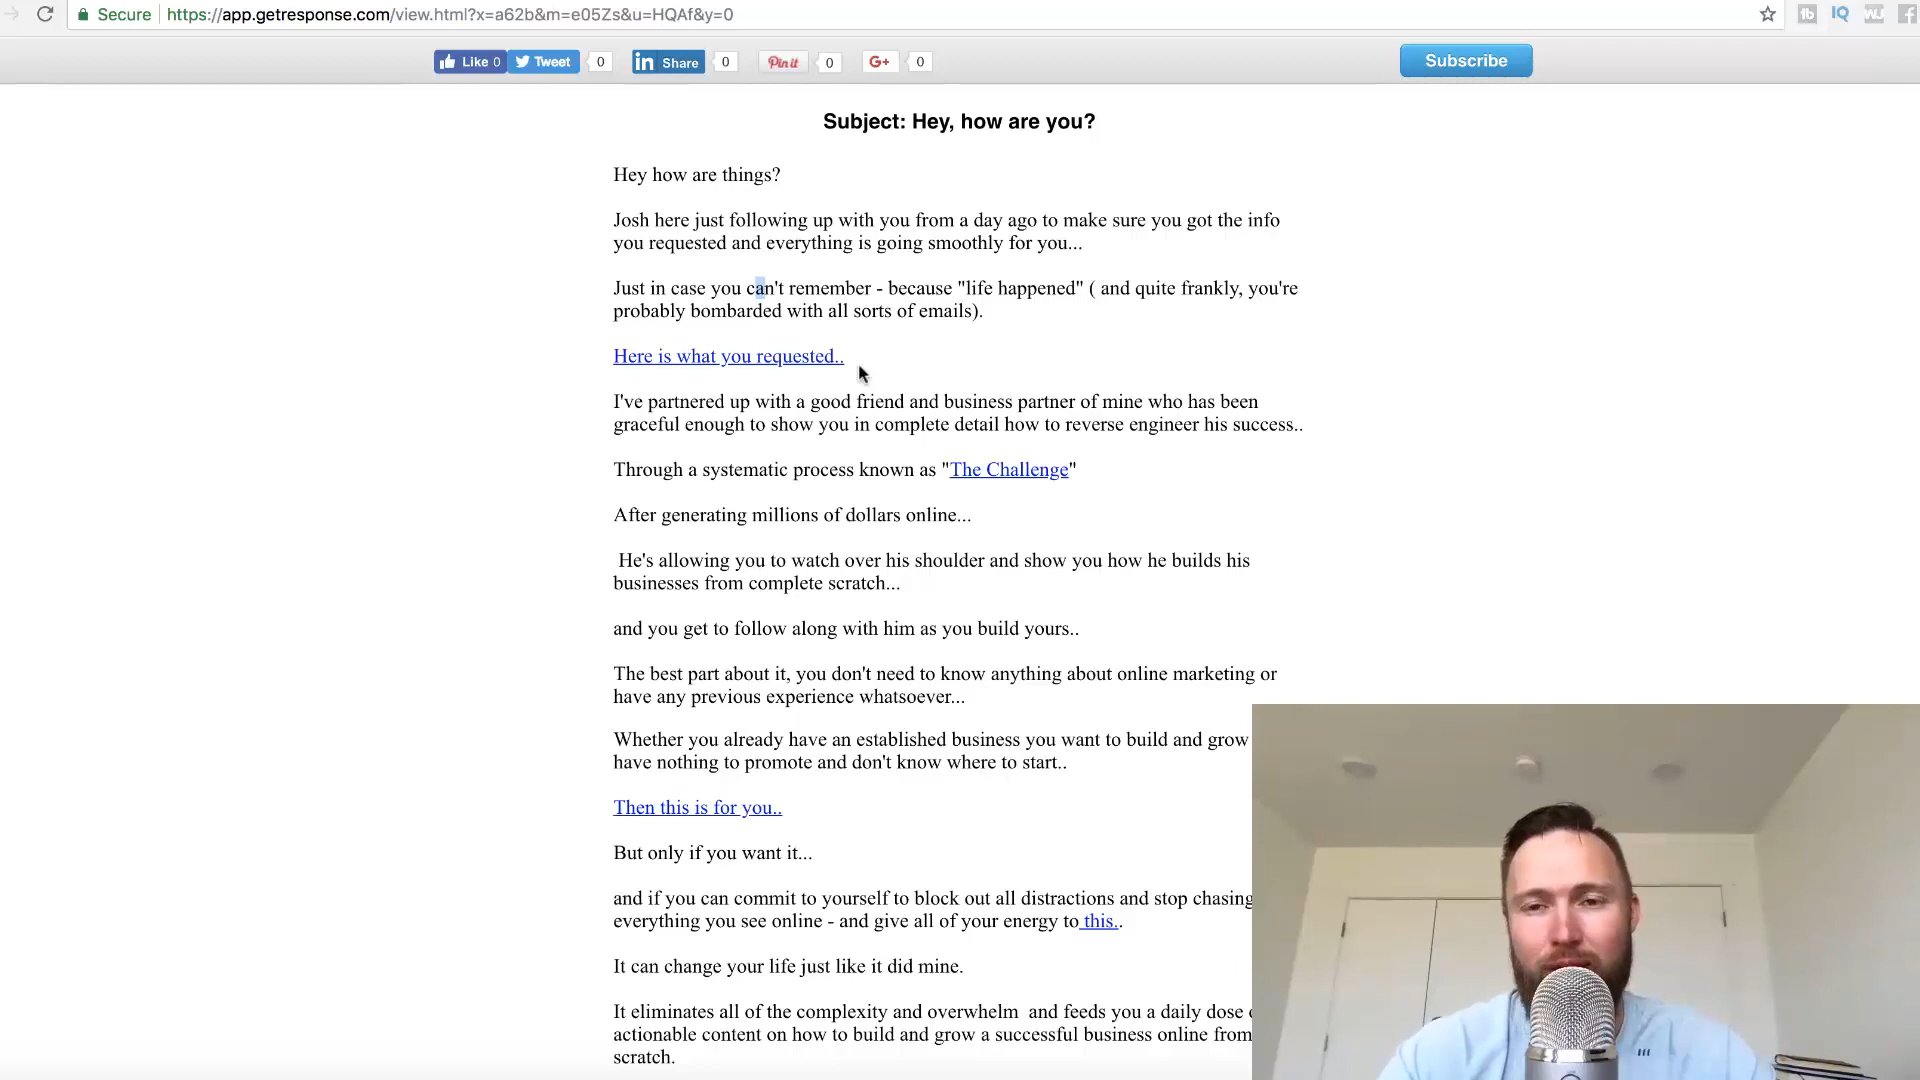 Secure https://app.getresponse.com/view.html?x=a62b&m=e05Zs&u=HQAf&y=0
Like 0 Tweet 0 in Share 0 Pin it 0 G+ 0 Subscribe
Subject: Hey, how are you?
Hey how are things?
Josh here just following up with you from a day ago to make sure you got the info
you requested and everything is going smoothly for you...
Just in case you can't remember - because "life happened" ( and quite frankly, you're
probably bombarded with all sorts of emails).
Here is what you requested..
I've partnered up with a good friend and business partner of mine who has been
graceful enough to show you in complete detail how to reverse engineer his success..
Through a systematic process known as "The Challenge"
After generating millions of dollars online...
He's allowing you to watch over his shoulder and show you how he builds his
businesses from complete scratch...
and you get to follow along with him as you build yours..
The best part about it, you don't need to know anything about online marketing or
have any previous experience whatsoever...
Whether you already have an established business you want to build and grow
have nothing to promote and don't know where to start..
Then this is for you..
But only if you want it...
and if you can commit to yourself to block out all distractions and stop chasing
everything you see online - and give all of your energy to this..
It can change your life just like it did mine.
It eliminates all of the complexity and overwhelm and feeds you a daily dose
actionable content on how to build and grow a successful business online from
scratch.